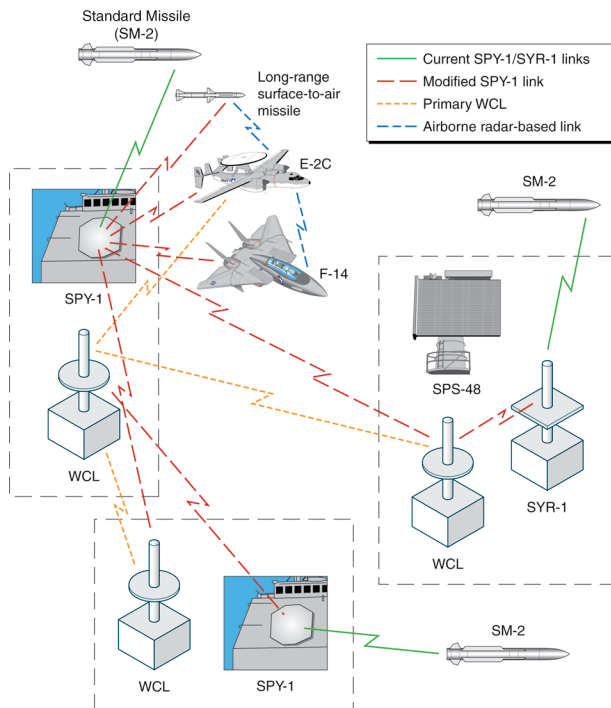 Standard Missile
(SM-2)
Long-range
surface-to-air
missile
Current SPY-1/SYR-1 links
Modified SPY-1 link
Primary WCL
Airborne radar-based link
E-2C
SM-2
F-14
SPY-1
SPS-48
WCL
SYR-1
WCL
SM-2
WCL
SPY-1